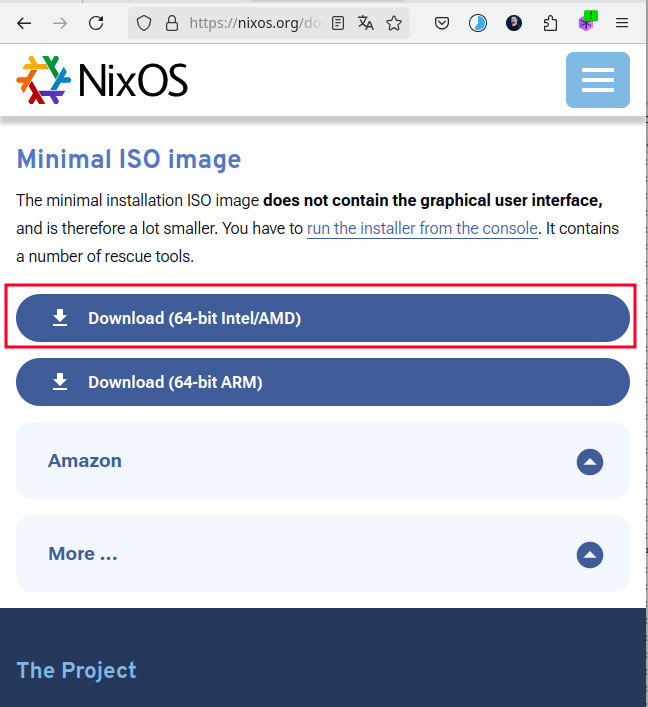 https://nixos.org/do
NixOS
Minimal ISO image
The minimal installation ISO image does not contain the graphical user interface,
and is therefore a lot smaller. You have to run the installer from the console. It contains
a number of rescue tools.
Download (64-bit Intel/AMD)
Download (64-bit ARM)
Amazon
More ...
The Project